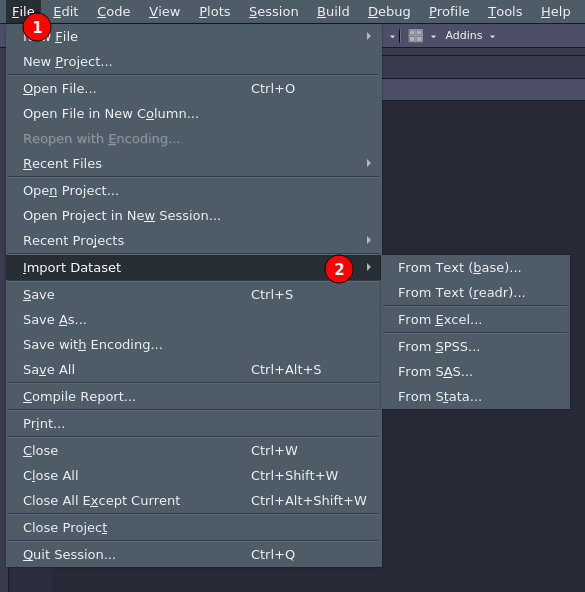 File Edit Code View Plots Session Build Debug Profile Tools Help
1
File
Addins
New Project...
Open File... Ctrl+O
Open File in New Column...
Reopen with Encoding...
Recent Files
Open Project...
Open Project in New Session...
Recent Projects
Import Dataset 2
From Text (base)...
From Text (readr)...
From Excel...
From SPSS...
From SAS...
From Stata...
Save Ctrl+S
Save As...
Save with Encoding...
Save All Ctrl+Alt+S
Compile Report...
Print...
Close Ctrl+W
Close All Ctrl+Shift+W
Close All Except Current Ctrl+Alt+Shift+W
Close Project
Quit Session... Ctrl+Q